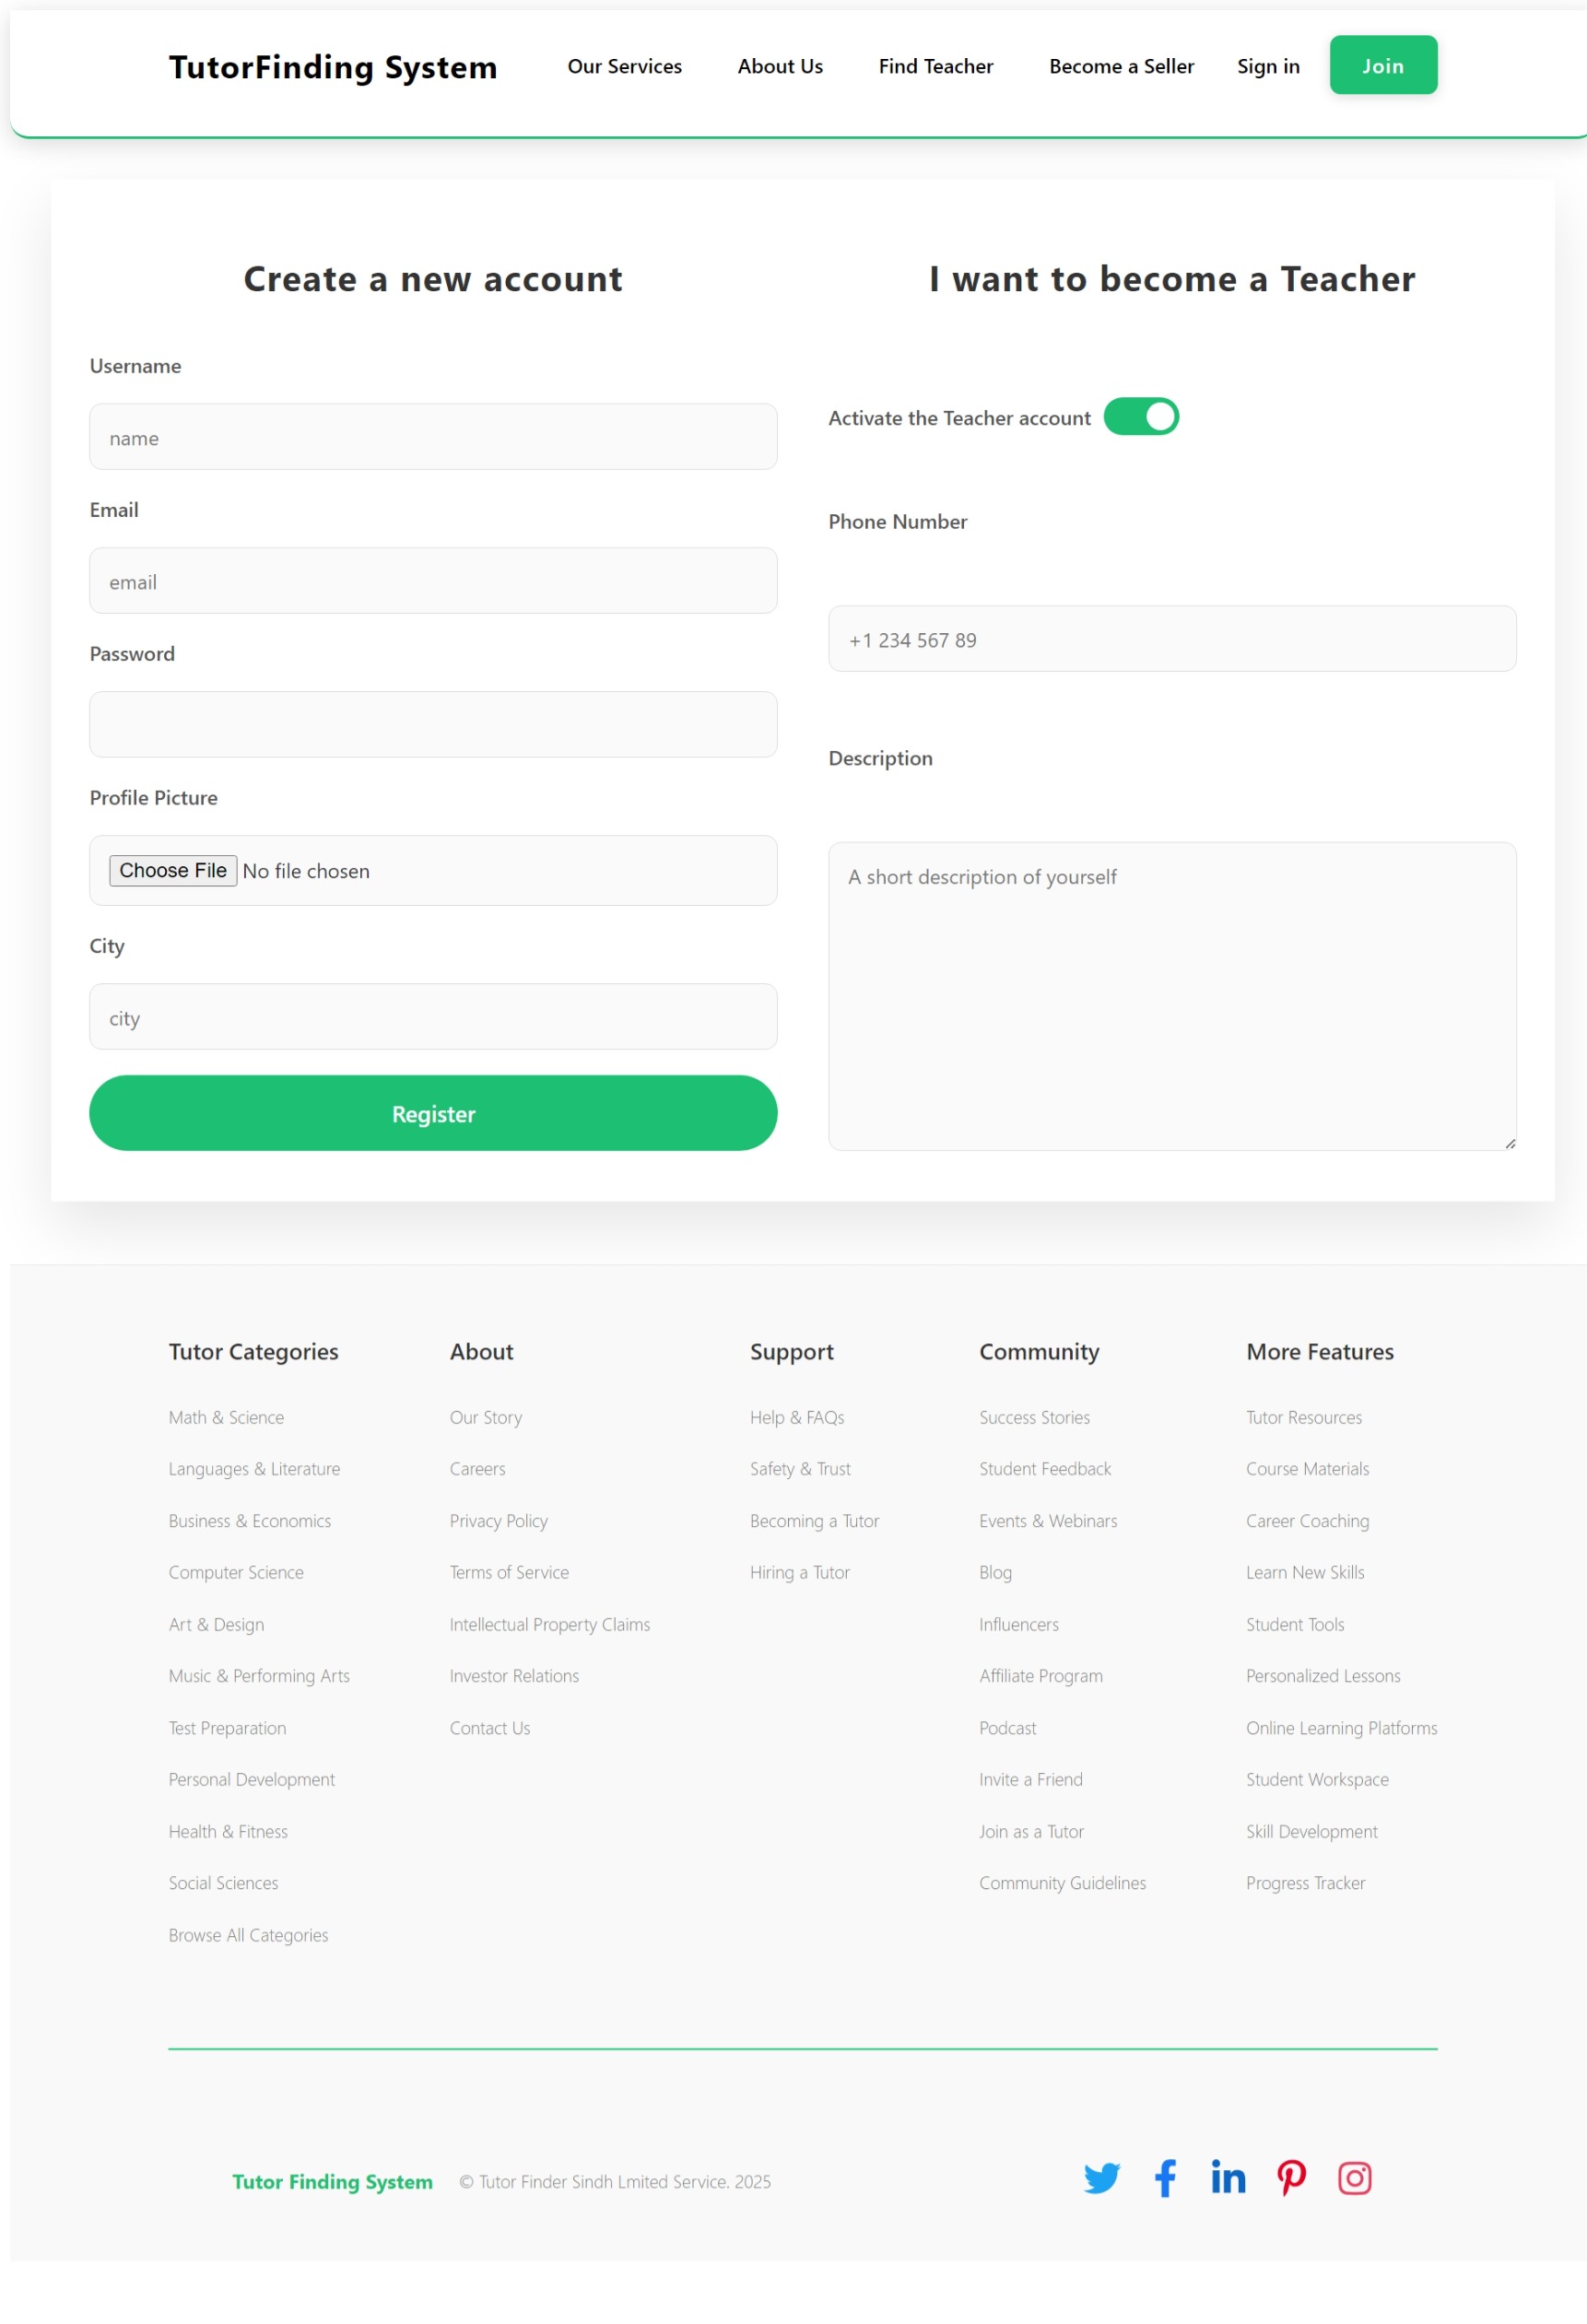 TutorFinding System
Our Services
About Us
Find Teacher
Become a Seller
Sign in
Join
Create a new account
Username
name
Email
email
Password
Profile Picture
Choose File No file chosen
City
city
Register
I want to become a Teacher
Activate the Teacher account
Phone Number
+1 234 567 89
Description
A short description of yourself
Tutor Categories
Math & Science
Languages & Literature
Business & Economics
Computer Science
Art & Design
Music & Performing Arts
Test Preparation
Personal Development
Health & Fitness
Social Sciences
Browse All Categories
About
Our Story
Careers
Privacy Policy
Terms of Service
Intellectual Property Claims
Investor Relations
Contact Us
Support
Help & FAQs
Safety & Trust
Becoming a Tutor
Hiring a Tutor
Community
Success Stories
Student Feedback
Events & Webinars
Blog
Influencers
Affiliate Program
Podcast
Invite a Friend
Join as a Tutor
Community Guidelines
More Features
Tutor Resources
Course Materials
Career Coaching
Learn New Skills
Student Tools
Personalized Lessons
Online Learning Platforms
Student Workspace
Skill Development
Progress Tracker
Tutor Finding System
© Tutor Finder Sindh Lmited Service. 2025